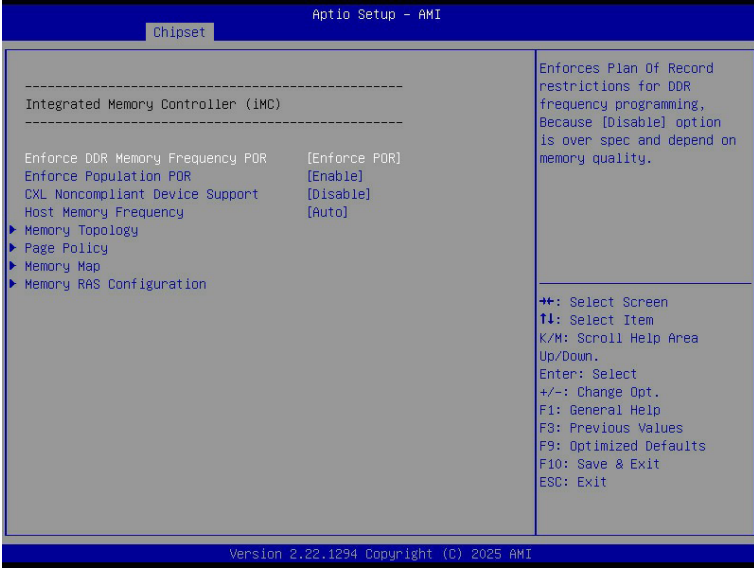 Aptio Setup – AMI
Chipset
--------------------------------------------------
Integrated Memory Controller (iMC)
--------------------------------------------------
Enforce DDR Memory Frequency POR [Enforce POR]
Enforce Population POR [Enable]
CXL Noncompliant Device Support [Disable]
Host Memory Frequency [Auto]
Memory Topology
Page Policy
Memory Map
Memory RAS Configuration
Enforces Plan Of Record
restrictions for DDR
frequency programming,
Because [Disable] option
is over spec and depend on
memory quality.
→←: Select Screen
↑↓: Select Item
K/M: Scroll Help Area
Up/Down.
Enter: Select
+/-: Change Opt.
F1: General Help
F3: Previous Values
F9: Optimized Defaults
F10: Save & Exit
ESC: Exit
Version 2.22.1294 Copyright (C) 2025 AMI